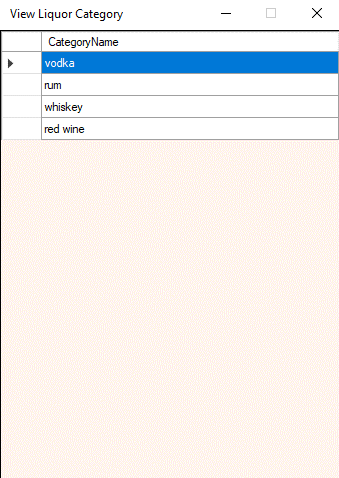 View Liquor Category
CategoryName
vodka
rum
whiskey
red wine